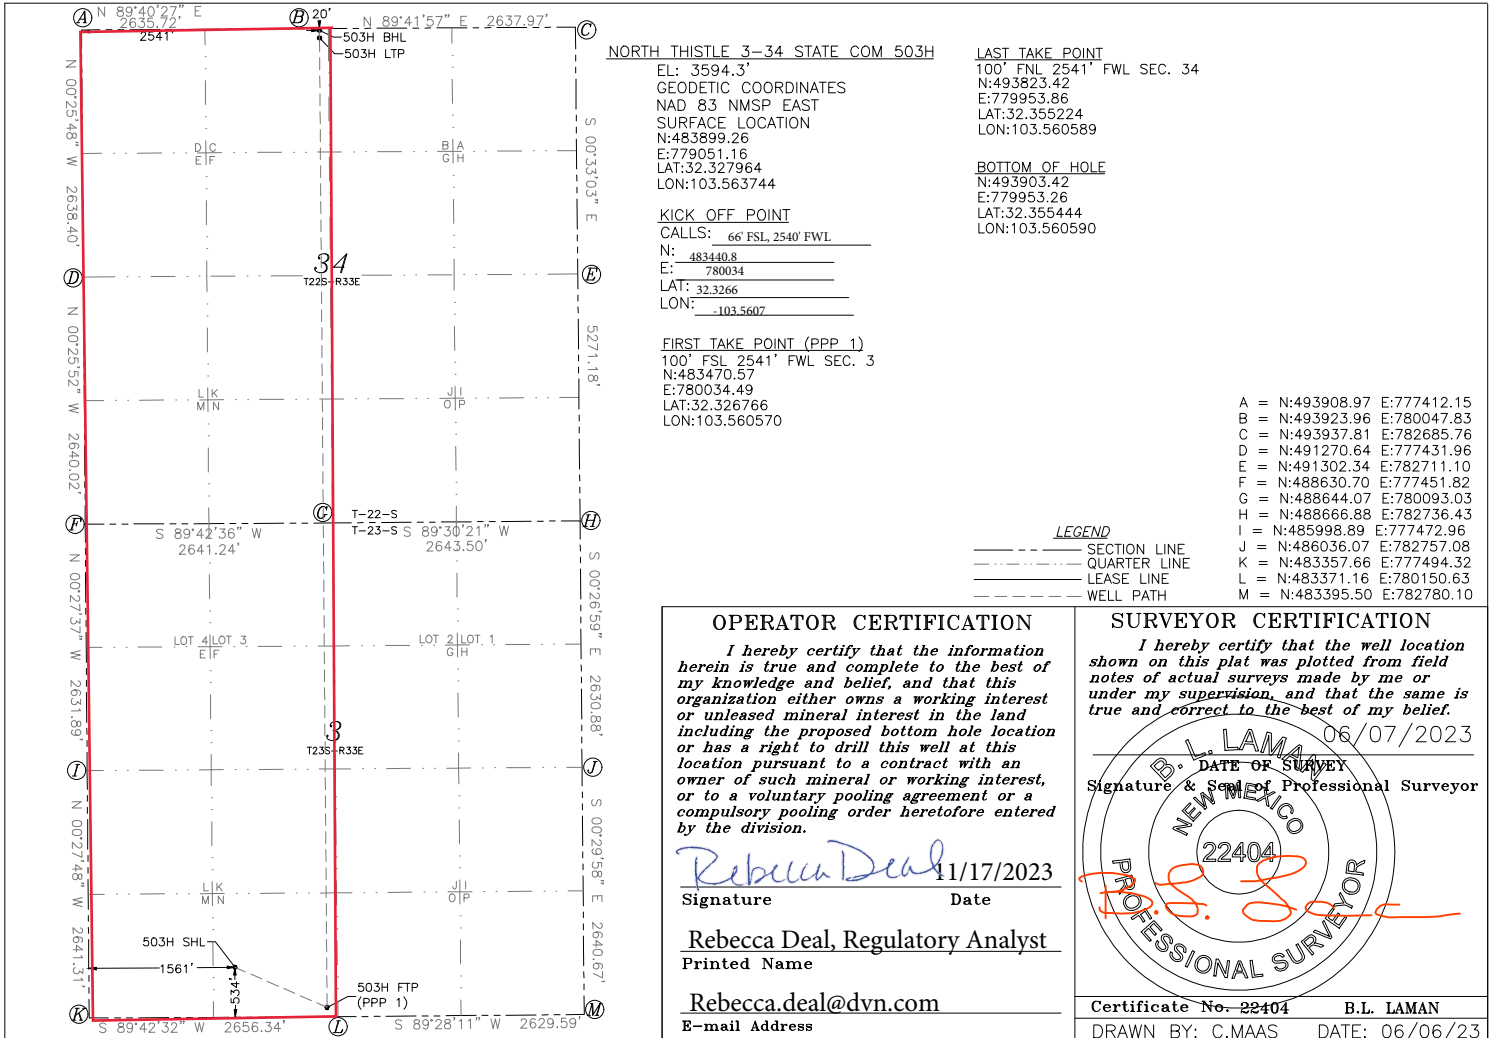 A
N 89°40'27" E
2635.72'
2541'
B
20'
N 89°41'57" E 2637.97'
C
503H BHL
503H LTP
N 00°25'48" W 2638.40'
S 00°33'03" E
5271.18'
D C
E F
B A
G H
D
34
T22S-R33E
E
N 00°25'52" W 2640.02'
L K
M N
J I
O P
F
G
T-22-S
T-23-S
H
S 89°42'36" W
2641.24'
S 89°30'21" W
2643.50'
N 00°27'37" W 2631.89'
S 00°26'59" E 2630.88'
LOT 4 LOT 3
E F
LOT 2 LOT 1
G H
3
T23S-R33E
I
J
N 00°27'48" W 2641.31'
S 00°29'58" E 2640.67'
L K
M N
J I
O P
503H SHL
1561'
534'
503H FTP
(PPP 1)
K
S 89°42'32" W 2656.34'
L
S 89°28'11" W 2629.59'
M
NORTH THISTLE 3-34 STATE COM 503H
EL: 3594.3'
GEODETIC COORDINATES
NAD 83 NMSP EAST
SURFACE LOCATION
N:483899.26
E:779051.16
LAT:32.327964
LON:103.563744
KICK OFF POINT
CALLS: 66' FSL, 2540' FWL
N: 483440.8
E: 780034
LAT: 32.3266
LON: -103.5607
FIRST TAKE POINT (PPP 1)
100' FSL 2541' FWL SEC. 3
N:483470.57
E:780034.49
LAT:32.326766
LON:103.560570
LAST TAKE POINT
100' FNL 2541' FWL SEC. 34
N:493823.42
E:779953.86
LAT:32.355224
LON:103.560589
BOTTOM OF HOLE
N:493903.42
E:779953.26
LAT:32.355444
LON:103.560590
A = N:493908.97 E:777412.15
B = N:493923.96 E:780047.83
C = N:493937.81 E:782685.76
D = N:491270.64 E:777431.96
E = N:491302.34 E:782711.10
F = N:488630.70 E:777451.82
G = N:488644.07 E:780093.03
H = N:488666.88 E:782736.43
I = N:485998.89 E:777472.96
J = N:486036.07 E:782757.08
K = N:483357.66 E:777494.32
L = N:483371.16 E:780150.63
M = N:483395.50 E:782780.10
LEGEND
SECTION LINE
QUARTER LINE
LEASE LINE
WELL PATH
OPERATOR CERTIFICATION
I hereby certify that the information
herein is true and complete to the best of
my knowledge and belief, and that this
organization either owns a working interest
or unleased mineral interest in the land
including the proposed bottom hole location
or has a right to drill this well at this
location pursuant to a contract with an
owner of such mineral or working interest,
or to a voluntary pooling agreement or a
compulsory pooling order heretofore entered
by the division.
Rebecca Deal 11/17/2023
Signature Date
Rebecca Deal, Regulatory Analyst
Printed Name
Rebecca.deal@dvn.com
E-mail Address
SURVEYOR CERTIFICATION
I hereby certify that the well location
shown on this plat was plotted from field
notes of actual surveys made by me or
under my supervision, and that the same is
true and correct to the best of my belief.
06/07/2023
DATE OF SURVEY
Signature & Seal of Professional Surveyor
B. L. LAMAN
NEW MEXICO
22404
PROFESSIONAL SURVEYOR
Certificate No. 22404 B.L. LAMAN
DRAWN BY: C.MAAS DATE: 06/06/23